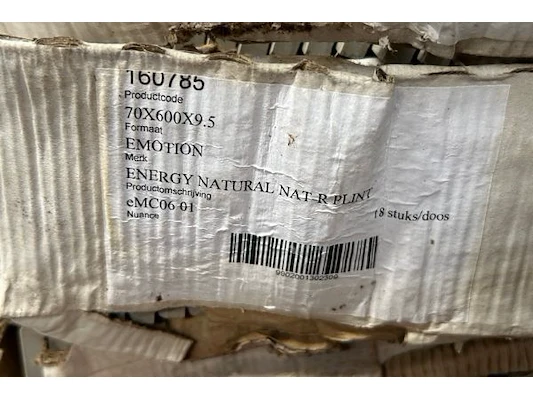 160785
Productcode
70X600X9.5
Formaat
EMOTION
Merk
ENERGY NATURAL NAT-R PLINT
Productomschrijving
18 stuks/doos
eMC06 01
Nuance